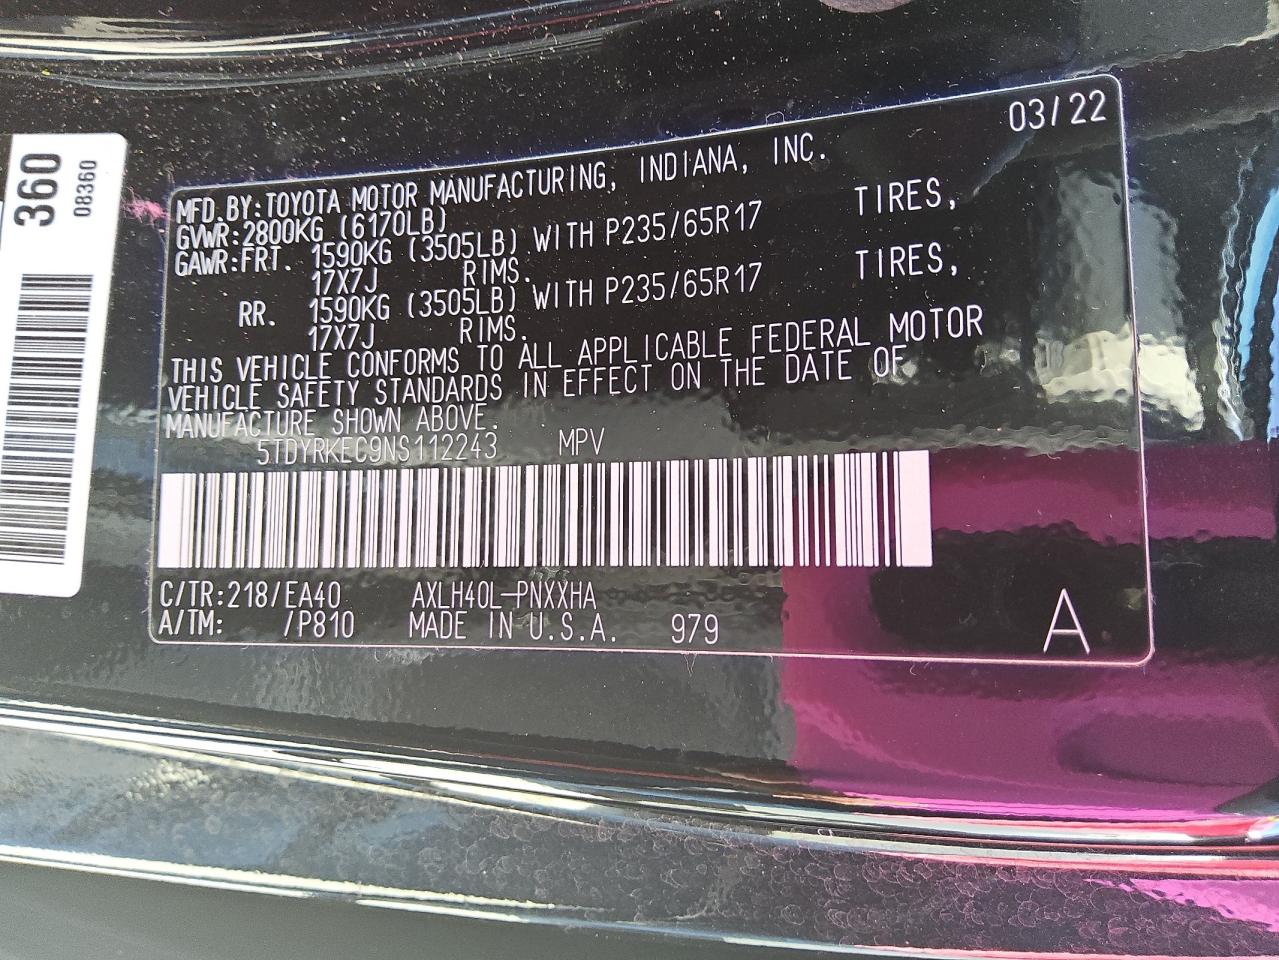 360
08360
03/22
MFD.BY:TOYOTA MOTOR MANUFACTURING, INDIANA, INC.
GVWR:2800KG (6170LB)
GAWR:FRT. 1590KG (3505LB) WITH P235/65R17 TIRES,
17X7J RIMS.
RR. 1590KG (3505LB) WITH P235/65R17 TIRES,
17X7J RIMS.
THIS VEHICLE CONFORMS TO ALL APPLICABLE FEDERAL MOTOR
VEHICLE SAFETY STANDARDS IN EFFECT ON THE DATE OF
MANUFACTURE SHOWN ABOVE.
5TDYRKEC9NS112243 MPV
C/TR:218/EA40 AXLH40L-PNXXHA
A/TM: /P810 MADE IN U.S.A. 979
A